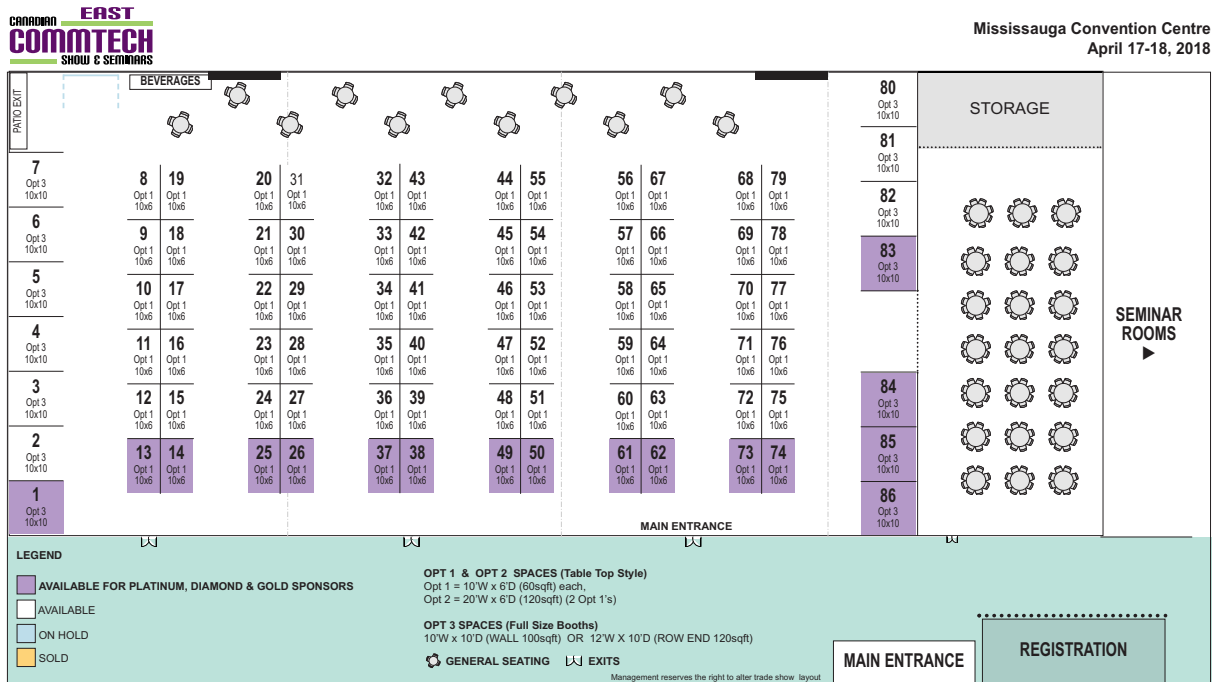 CANADIAN EAST
COMMTECH
SHOW & SEMINARS
Mississauga Convention Centre
April 17-18, 2018
PATIO EXIT
BEVERAGES
STORAGE
80
Opt 3
10x10
81
Opt 3
10x10
82
Opt 3
10x10
83
Opt 3
10x10
84
Opt 3
10x10
85
Opt 3
10x10
86
Opt 3
10x10
7
Opt 3
10x10
6
Opt 3
10x10
5
Opt 3
10x10
4
Opt 3
10x10
3
Opt 3
10x10
2
Opt 3
10x10
1
Opt 3
10x10
8 19 20 31 32 43 44 55 56 67 68 79
Opt 1 Opt 1 Opt 1 Opt 1 Opt 1 Opt 1 Opt 1 Opt 1 Opt 1 Opt 1 Opt 1 Opt 1
10x6 10x6 10x6 10x6 10x6 10x6 10x6 10x6 10x6 10x6 10x6 10x6
9 18 21 30 33 42 45 54 57 66 69 78
Opt 1 Opt 1 Opt 1 Opt 1 Opt 1 Opt 1 Opt 1 Opt 1 Opt 1 Opt 1 Opt 1 Opt 1
10x6 10x6 10x6 10x6 10x6 10x6 10x6 10x6 10x6 10x6 10x6 10x6
10 17 22 29 34 41 46 53 58 65 70 77
Opt 1 Opt 1 Opt 1 Opt 1 Opt 1 Opt 1 Opt 1 Opt 1 Opt 1 Opt 1 Opt 1 Opt 1
10x6 10x6 10x6 10x6 10x6 10x6 10x6 10x6 10x6 10x6 10x6 10x6
11 16 23 28 35 40 47 52 59 64 71 76
Opt 1 Opt 1 Opt 1 Opt 1 Opt 1 Opt 1 Opt 1 Opt 1 Opt 1 Opt 1 Opt 1 Opt 1
10x6 10x6 10x6 10x6 10x6 10x6 10x6 10x6 10x6 10x6 10x6 10x6
12 15 24 27 36 39 48 51 60 63 72 75
Opt 1 Opt 1 Opt 1 Opt 1 Opt 1 Opt 1 Opt 1 Opt 1 Opt 1 Opt 1 Opt 1 Opt 1
10x6 10x6 10x6 10x6 10x6 10x6 10x6 10x6 10x6 10x6 10x6 10x6
13 14 25 26 37 38 49 50 61 62 73 74
Opt 1 Opt 1 Opt 1 Opt 1 Opt 1 Opt 1 Opt 1 Opt 1 Opt 1 Opt 1 Opt 1 Opt 1
10x6 10x6 10x6 10x6 10x6 10x6 10x6 10x6 10x6 10x6 10x6 10x6
SEMINAR
ROOMS
MAIN ENTRANCE
LEGEND
AVAILABLE FOR PLATINUM, DIAMOND & GOLD SPONSORS
AVAILABLE
ON HOLD
SOLD
OPT 1 & OPT 2 SPACES (Table Top Style)
Opt 1 = 10'W x 6'D (60sqft) each,
Opt 2 = 20'W x 6'D (120sqft) (2 Opt 1's)
OPT 3 SPACES (Full Size Booths)
10'W x 10'D (WALL 100sqft) OR 12'W X 10'D (ROW END 120sqft)
GENERAL SEATING EXITS
Management reserves the right to alter trade show layout
MAIN ENTRANCE
REGISTRATION